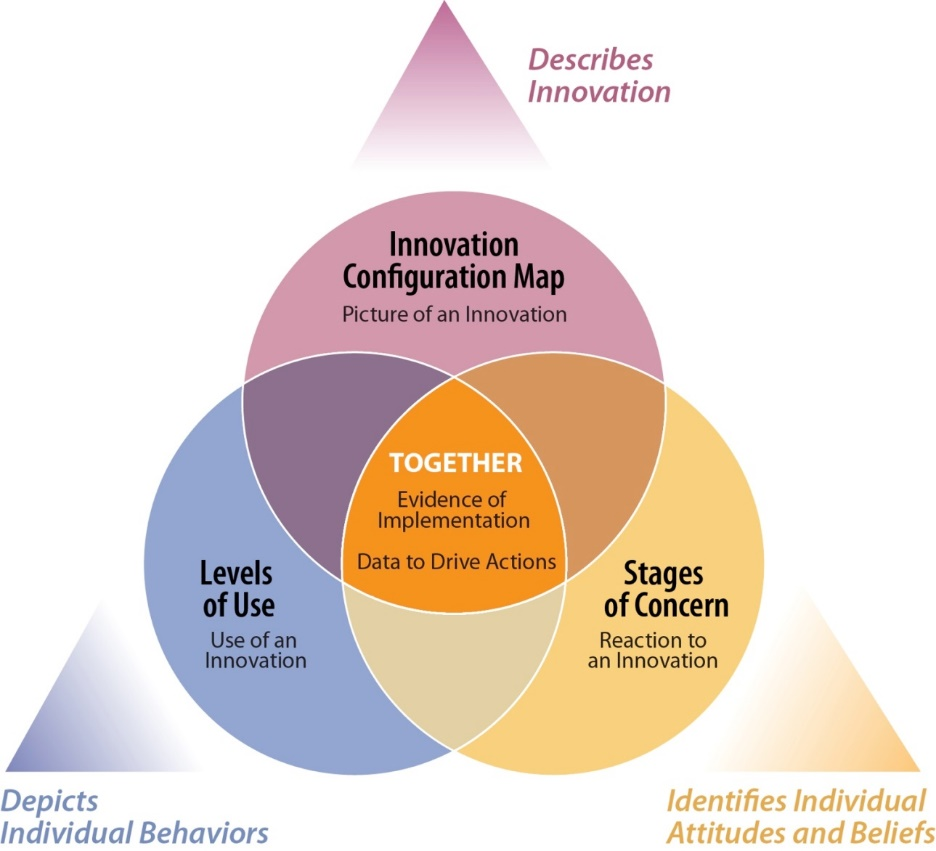 Describes
Innovation
Innovation
Configuration Map
Picture of an Innovation
TOGETHER
Evidence of
Implementation
Data to Drive Actions
Levels
of Use
Use of an
Innovation
Stages
of Concern
Reaction to
an Innovation
Depicts
Individual Behaviors
Identifies Individual
Attitudes and Beliefs